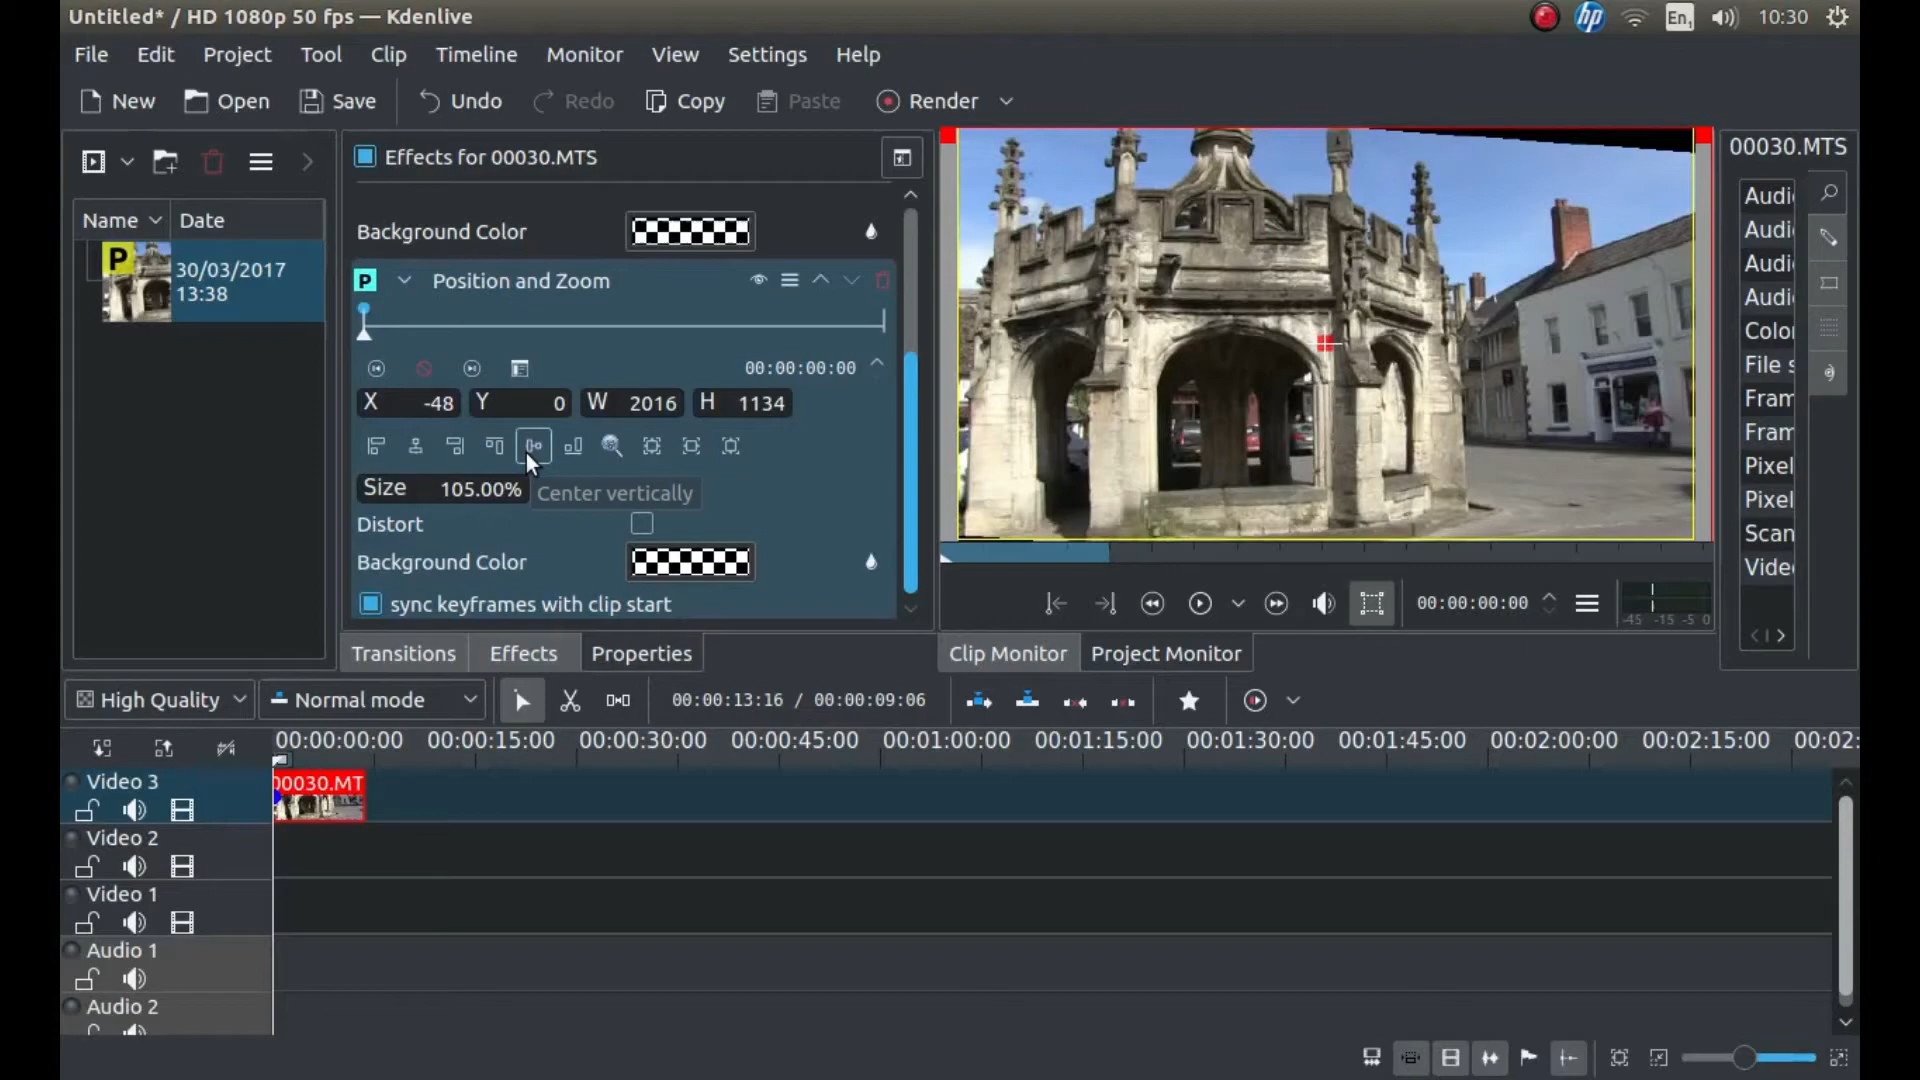 Untitled* / HD 1080p 50 fps — Kdenlive
hp
En1
10:30
File Edit Project Tool Clip Timeline Monitor View Settings Help
New Open Save Undo Redo Copy Paste Render
Effects for 00030.MTS
00030.MTS
Name Date
P
30/03/2017
13:38
Background Color
P
Position and Zoom
00:00:00:00
X -48 Y 0 W 2016 H 1134
Size 105.00%
Center vertically
Distort
Background Color
sync keyframes with clip start
Transitions Effects Properties
00:00:00:00
-45 -15 -5 0
Clip Monitor Project Monitor
Audi
Audi
Audi
Audi
Colo
File s
Fram
Fram
Pixel
Pixel
Scan
Vide
High Quality
Normal mode
00:00:13:16 / 00:00:09:06
00:00:00:00 00:00:15:00 00:00:30:00 00:00:45:00 00:01:00:00 00:01:15:00 00:01:30:00 00:01:45:00 00:02:00:00 00:02:15:00 00:02:
Video 3
00030.MT
Video 2
Video 1
Audio 1
Audio 2